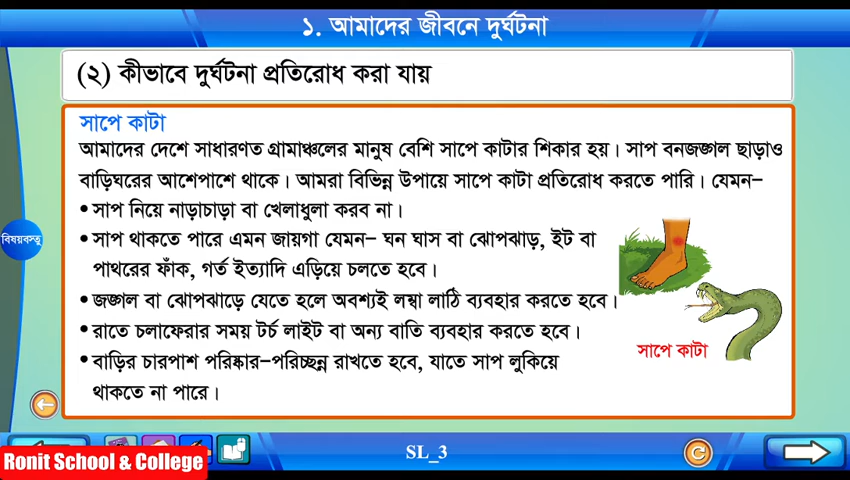 ১. আমাদের জীবনে দুর্ঘটনা
(২) কীভাবে দুর্ঘটনা প্রতিরোধ করা যায়
সাপে কাটা
আমাদের দেশে সাধারণত গ্রামাঞ্চলের মানুষ বেশি সাপে কাটার শিকার হয়। সাপ বনজঙ্গল ছাড়াও
বাড়িঘরের আশেপাশে থাকে। আমরা বিভিন্ন উপায়ে সাপে কাটা প্রতিরোধ করতে পারি। যেমন–
• সাপ নিয়ে নাড়াচাড়া বা খেলাধুলা করব না।
• সাপ থাকতে পারে এমন জায়গা যেমন– ঘন ঘাস বা ঝোপঝাড়, ইট বা
পাথরের ফাঁক, গর্ত ইত্যাদি এড়িয়ে চলতে হবে।
• জঙ্গল বা ঝোপঝাড়ে যেতে হলে অবশ্যই লম্বা লাঠি ব্যবহার করতে হবে।
• রাতে চলাফেরার সময় টর্চ লাইট বা অন্য বাতি ব্যবহার করতে হবে।
• বাড়ির চারপাশ পরিষ্কার–পরিচ্ছন্ন রাখতে হবে, যাতে সাপ লুকিয়ে
থাকতে না পারে।
সাপে কাটা
বিষয়বস্তু
Ronit School & College
SL_3